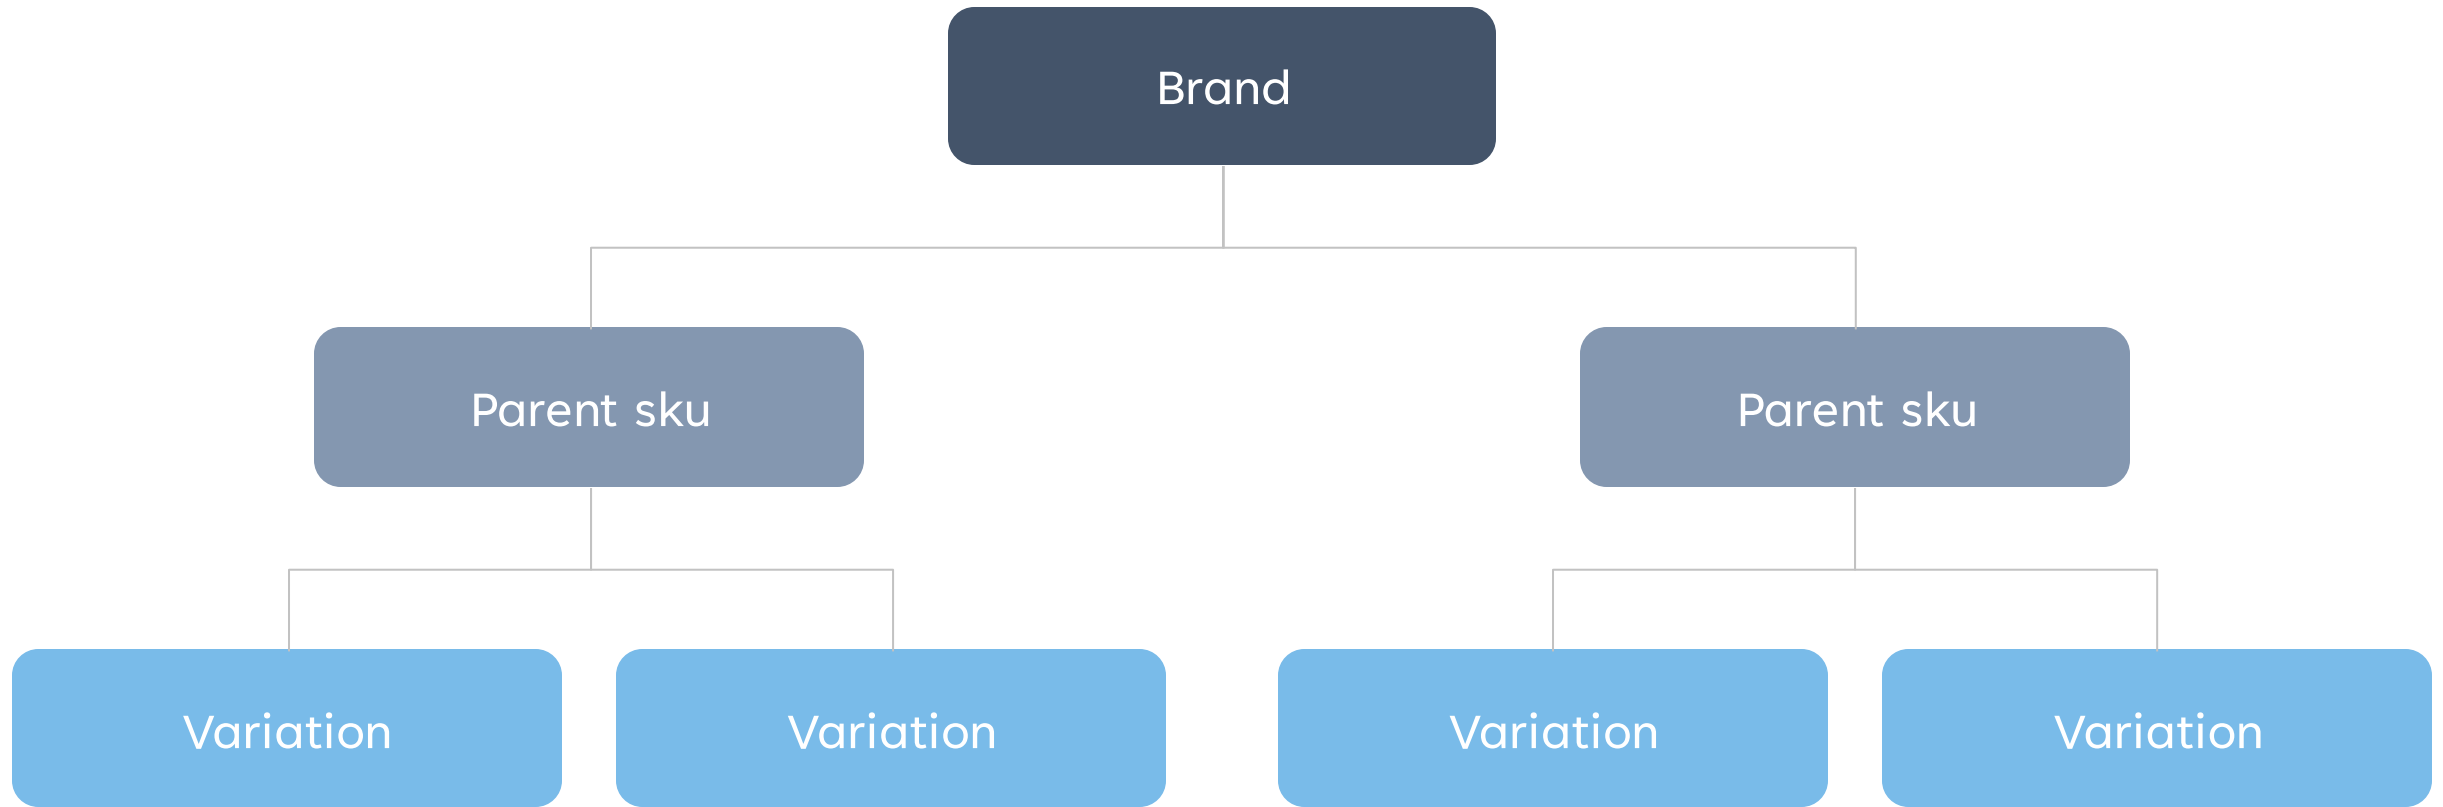 Brand
Parent sku
Parent sku
Variation
Variation
Variation
Variation